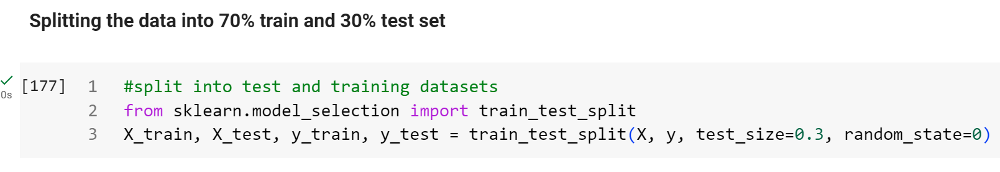 Splitting the data into 70% train and 30% test set
[177] 1 #split into test and training datasets
0s 2 from sklearn.model_selection import train_test_split
3 X_train, X_test, y_train, y_test = train_test_split(X, y, test_size=0.3, random_state=0)